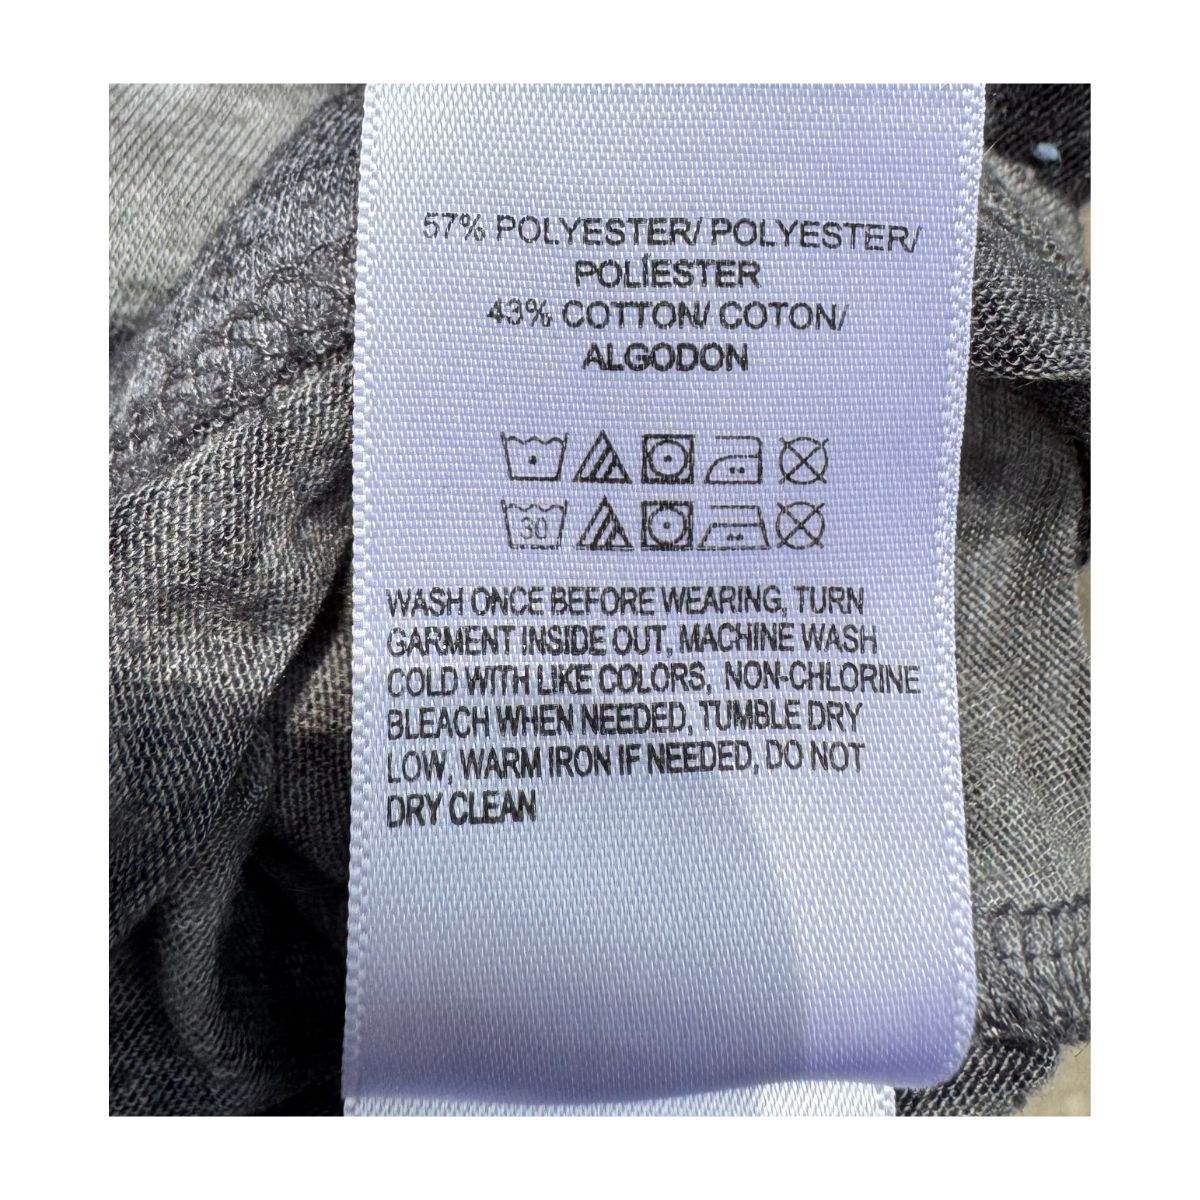 57% POLYESTER/ POLYESTER/
POLÍESTER
43% COTTON/ COTON/
ALGODON
30
WASH ONCE BEFORE WEARING, TURN
GARMENT INSIDE OUT, MACHINE WASH
COLD WITH LIKE COLORS, NON-CHLORINE
BLEACH WHEN NEEDED, TUMBLE DRY
LOW, WARM IRON IF NEEDED, DO NOT
DRY CLEAN